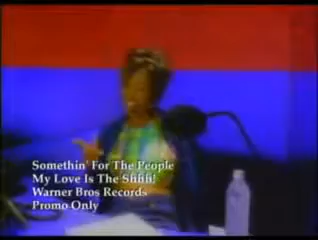 Somethin' For The People
My Love Is The Shhh!
Warner Bros Records
Promo Only